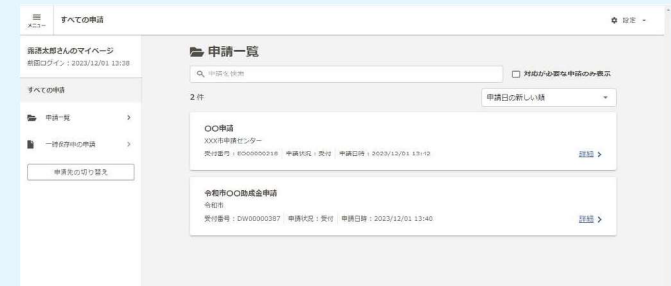 メニュー
すべての申請
設定
落語太郎さんのマイページ
前回ログイン：2023/12/01 13:38
すべての申請
申請一覧
一時保存中の申請
申請先の切り替え
申請一覧
申請を検索
対応が必要な申請のみ表示
2件
申請日の新しい順
〇〇申請
XXX市申請センター
受付番号：ED00000216 申請状況：受付 申請日時：2023/12/01 13:42
詳細
令和市〇〇助成金申請
令和市
受付番号：DW00000387 申請状況：受付 申請日時：2023/12/01 13:40
詳細